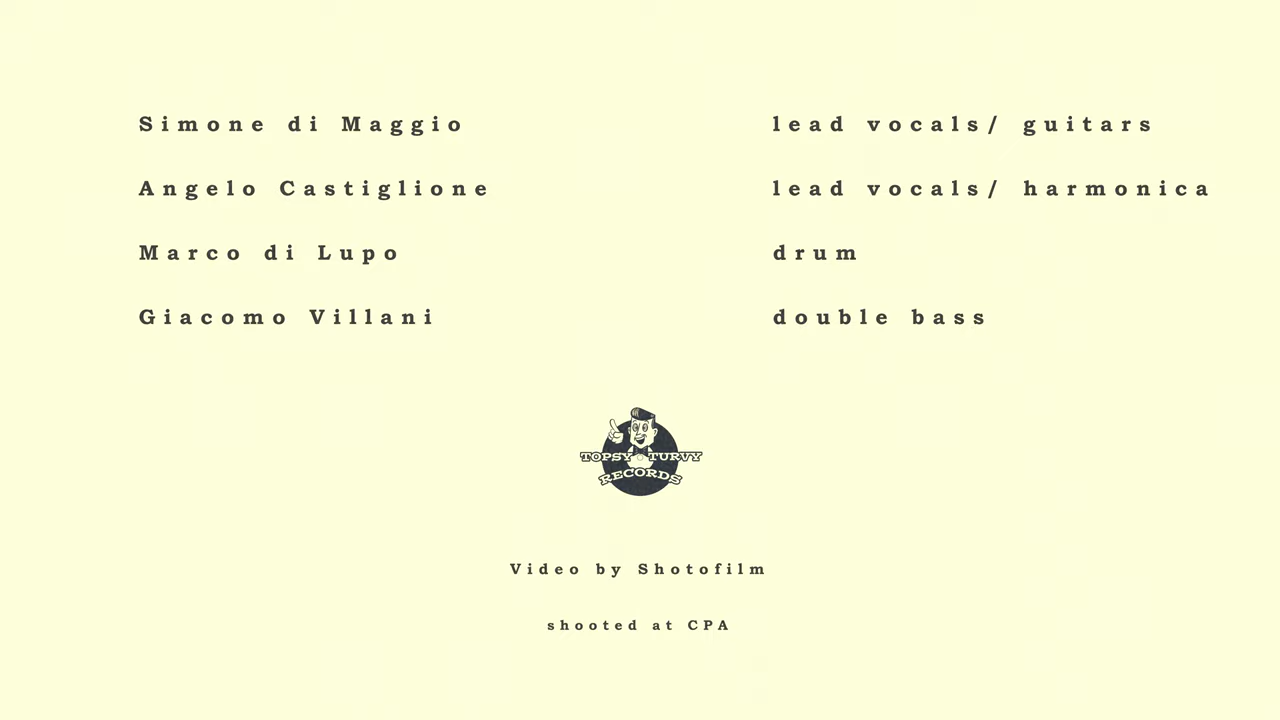 Simone di Maggio lead vocals/ guitars
Angelo Castiglione lead vocals/ harmonica
Marco di Lupo drum
Giacomo Villani double bass
TOPSY TURVY
RECORDS
Video by Shotofilm
shooted at CPA